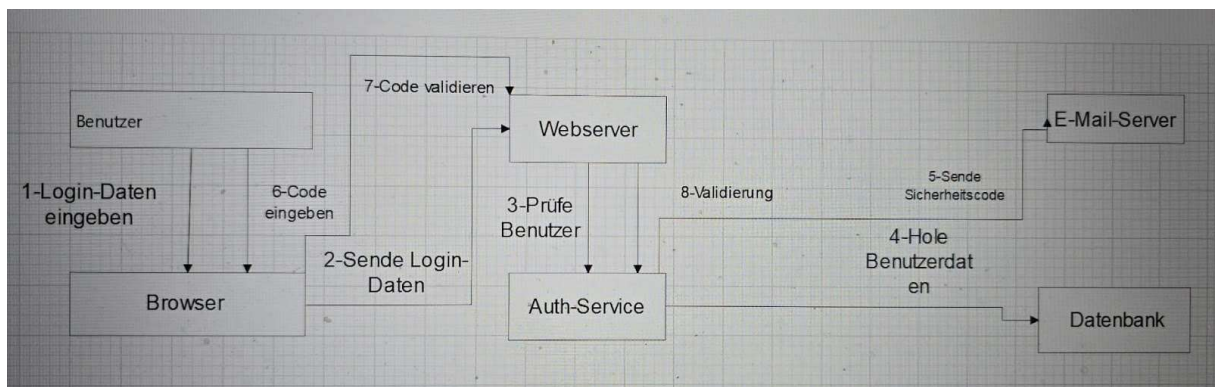 7-Code validieren
Benutzer
Webserver
E-Mail-Server
1-Login-Daten
eingeben
6-Code
eingeben
3-Prüfe
Benutzer
8-Validierung
5-Sende
Sicherheitscode
2-Sende Login-
Daten
4-Hole
Benutzerdat
en
Browser
Auth-Service
Datenbank